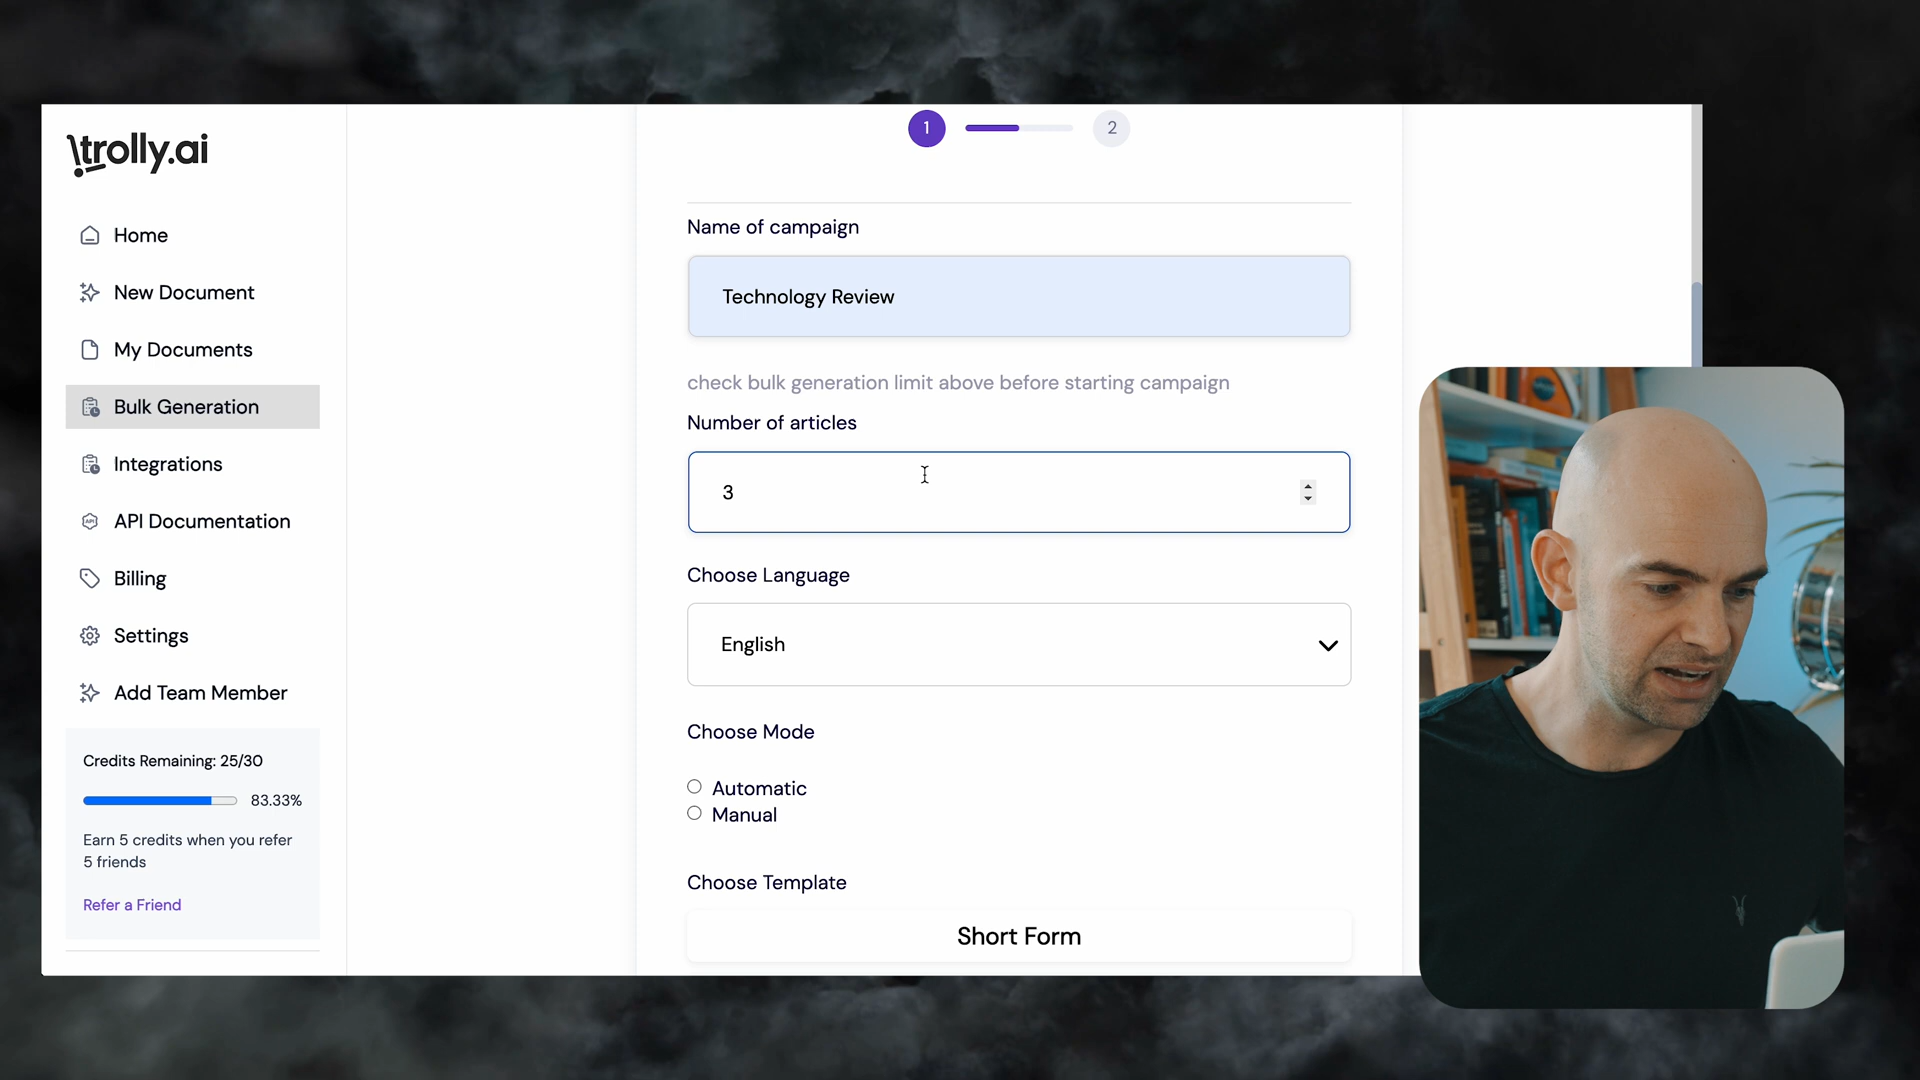 trolly.ai
Home
New Document
My Documents
Bulk Generation
Integrations
API Documentation
Billing
Settings
Add Team Member
Credits Remaining: 25/30
83.33%
Earn 5 credits when you refer
5 friends
Refer a Friend
1
2
Name of campaign
Technology Review
check bulk generation limit above before starting campaign
Number of articles
3
Choose Language
English
Choose Mode
Automatic
Manual
Choose Template
Short Form